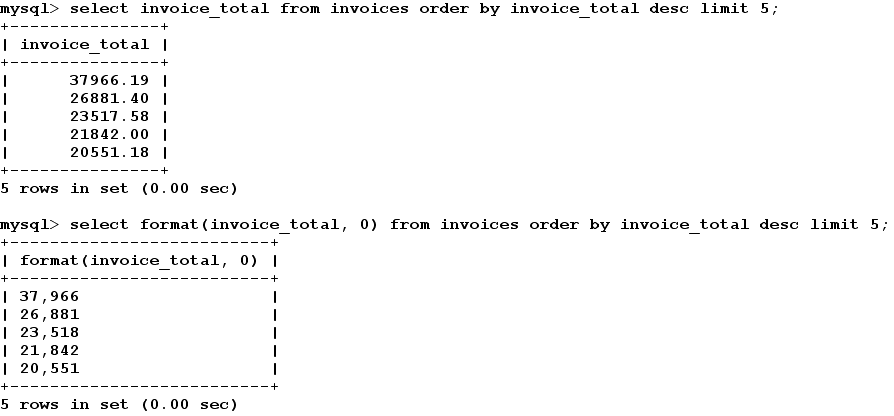 mysql> select invoice_total from invoices order by invoice_total desc limit 5;
+---------------+
| invoice_total |
+---------------+
|      37966.19 |
|      26881.40 |
|      23517.58 |
|      21842.00 |
|      20551.18 |
+---------------+
5 rows in set (0.00 sec)
mysql> select format(invoice_total, 0) from invoices order by invoice_total desc limit 5;
+--------------------------+
| format(invoice_total, 0) |
+--------------------------+
| 37,966                   |
| 26,881                   |
| 23,518                   |
| 21,842                   |
| 20,551                   |
+--------------------------+
5 rows in set (0.00 sec)